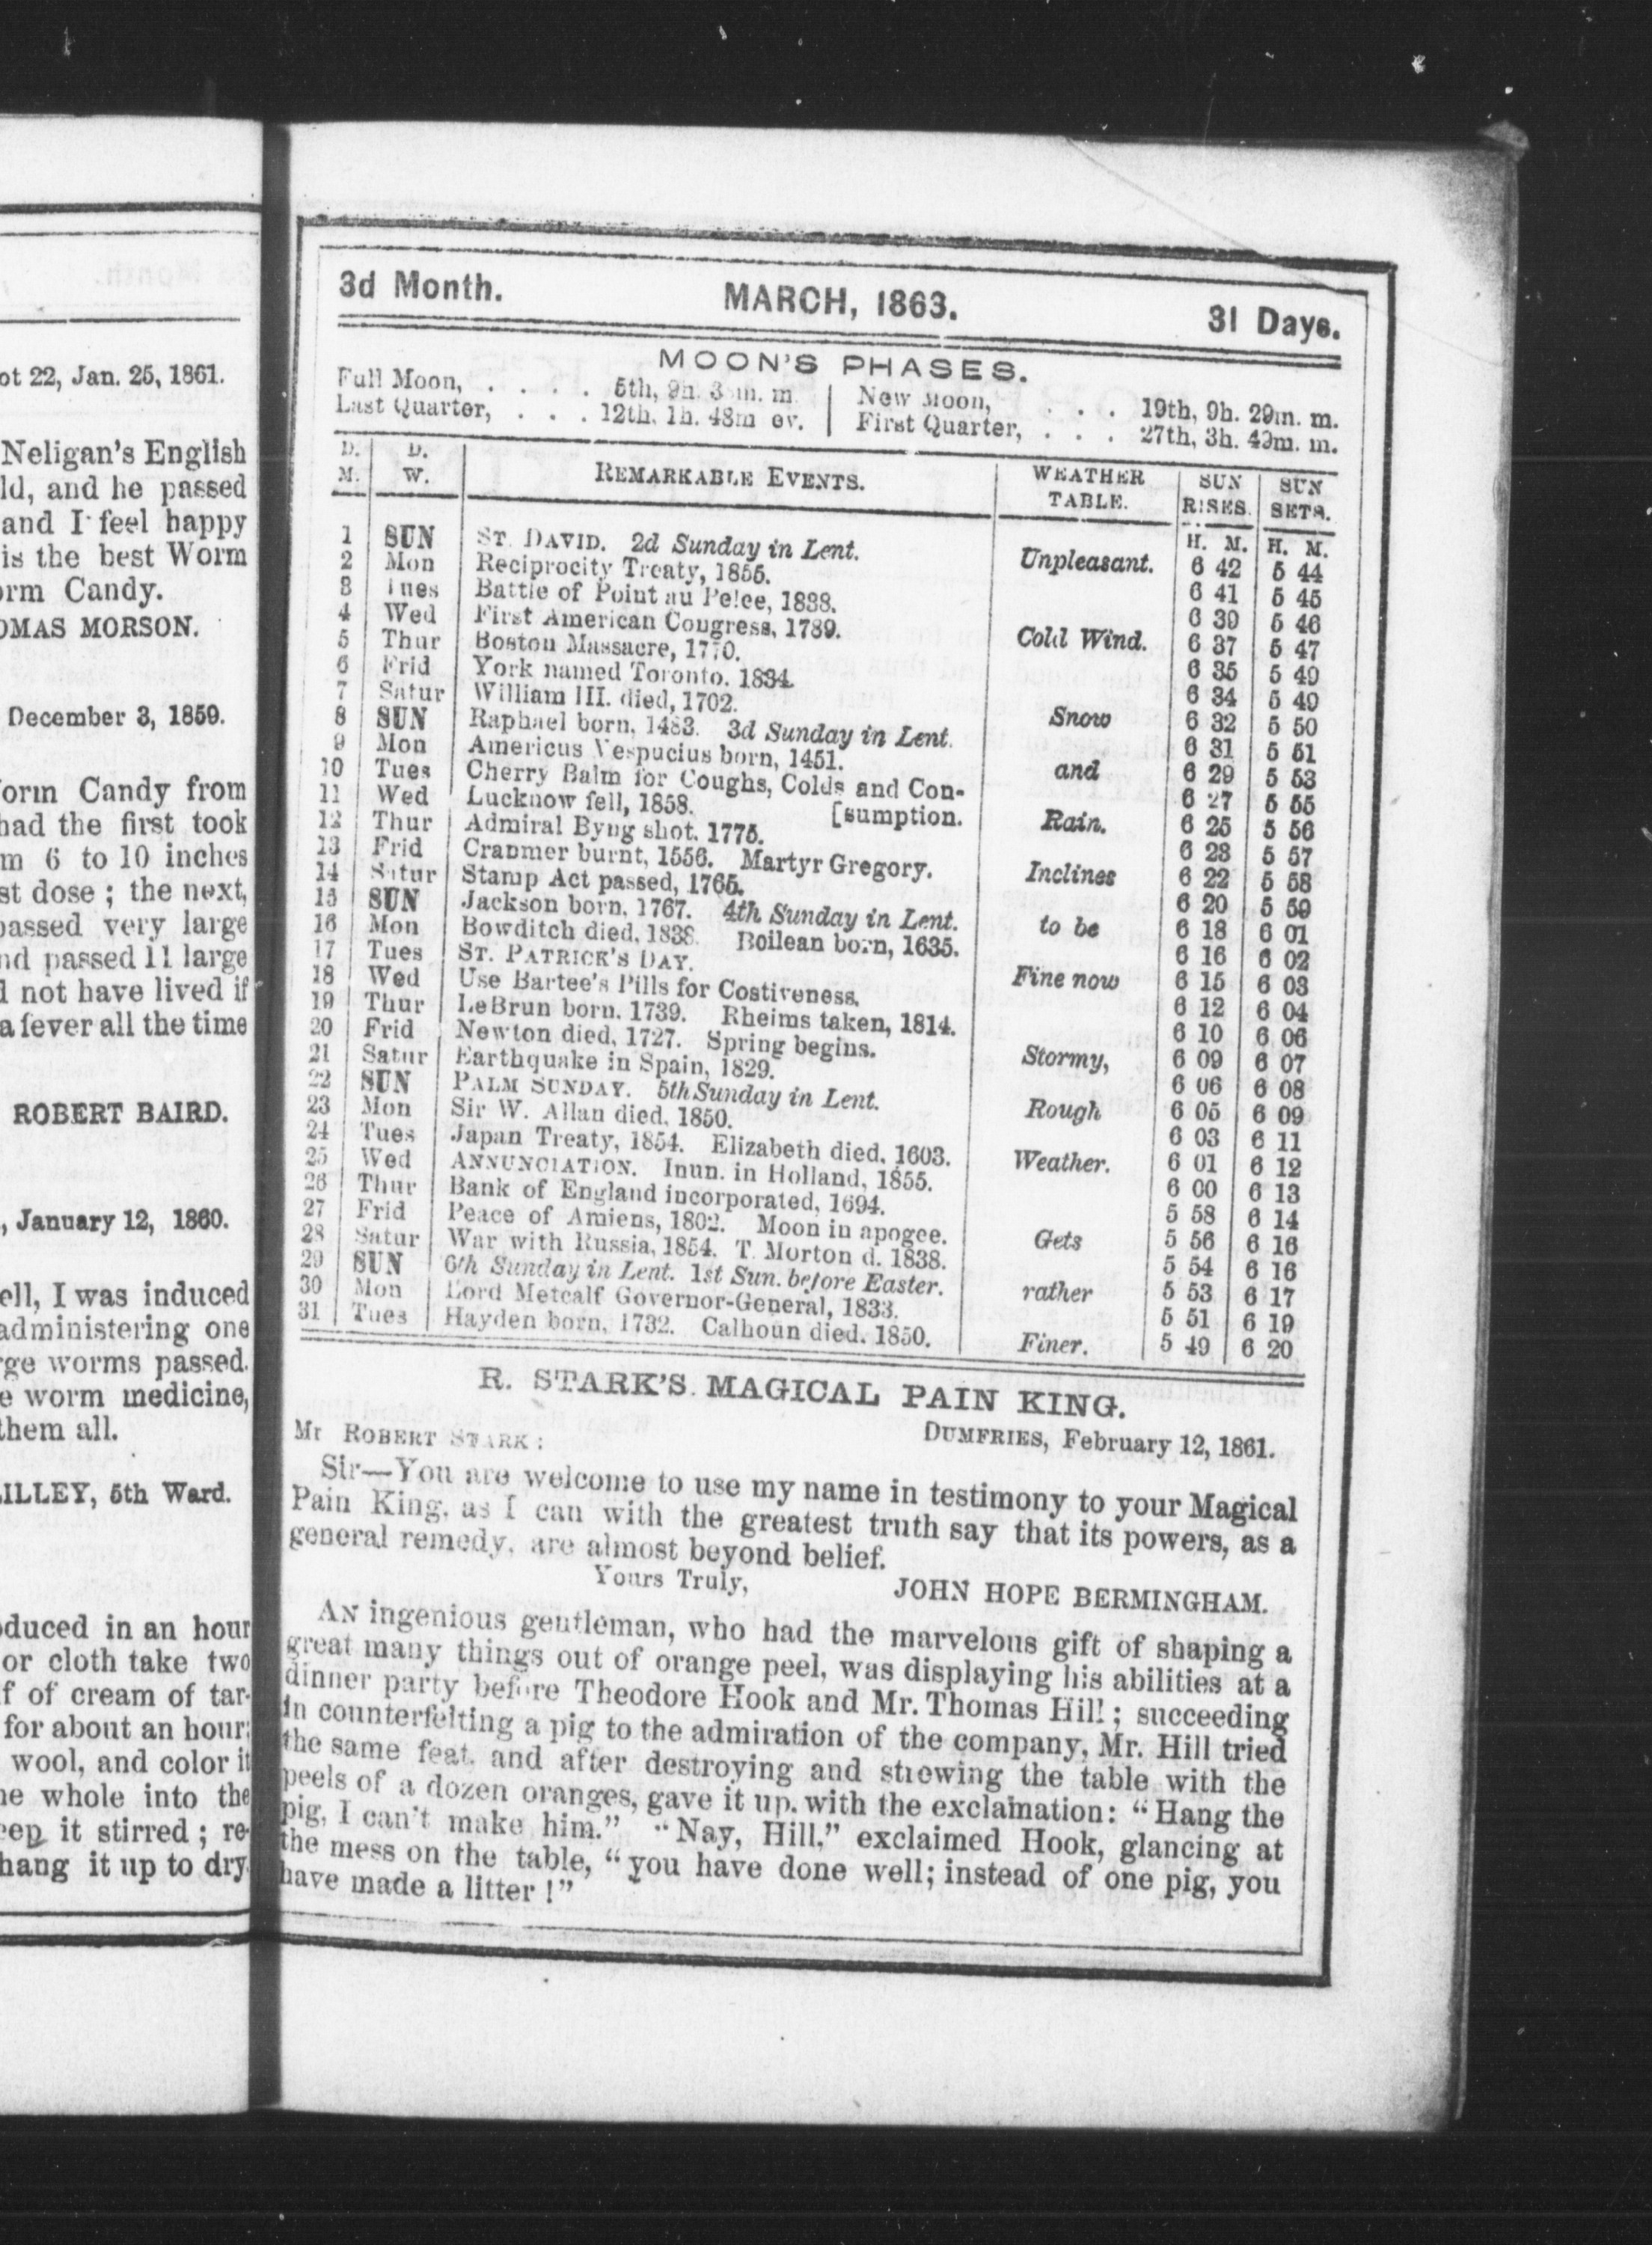 ot 22, Jan. 25, 1861.
Neligan's English
ld, and he passed
and I feel happy
is the best Worm
orm Candy.
OMAS MORSON.
December 3, 1859.
orm Candy from
had the first took
m 6 to 10 inches
st dose ; the next,
passed very large
nd passed 11 large
d not have lived if
a fever all the time
ROBERT BAIRD.
, January 12, 1860.
ell, I was induced
administering one
rge worms passed.
e worm medicine,
them all.
LILLEY, 5th Ward.
oduced in an hour
or cloth take two
lf of cream of tar-
for about an hour;
wool, and color it
he whole into the
eep it stirred ; re-
hang it up to dry
3d Month. MARCH, 1863. 31 Days.
MOON'S PHASES.
Full Moon, . . . . 5th, 9h. m. m. New Moon, . . . 19th, 9h. 29m. m.
Last Quarter, . . . 12th, 1h. 48m ev. First Quarter, . . . 27th, 3h. 49m. m.
D. M. D. W. REMARKABLE EVENTS. WEATHER TABLE. SUN RISES. SUN SETS.
H. M. H. M.
1 SUN ST. DAVID. 2d Sunday in Lent. Unpleasant. 6 42 5 44
2 Mon Reciprocity Treaty, 1855. 6 41 5 45
3 Tues Battle of Point au Pelee, 1838. 6 39 5 46
4 Wed First American Congress, 1789. Cold Wind. 6 37 5 47
5 Thur Boston Massacre, 1770. 6 35 5 49
6 Frid York named Toronto. 1834. 6 34 5 49
7 Satur William III. died, 1702. Snow 6 32 5 50
8 SUN Raphael born, 1483. 3d Sunday in Lent. 6 31 5 51
9 Mon Americus Vespucius born, 1451. and 6 29 5 53
10 Tues Cherry Balm for Coughs, Colds and Con- 6 27 5 55
11 Wed Lucknow fell, 1858. [sumption. Rain. 6 25 5 56
12 Thur Admiral Byng shot. 1775. 6 23 5 57
13 Frid Cranmer burnt, 1556. Martyr Gregory. Inclines 6 22 5 58
14 Satur Stamp Act passed, 1765. 6 20 5 59
15 SUN Jackson born, 1767. 4th Sunday in Lent. to be 6 18 6 01
16 Mon Bowditch died, 1838. Boilean born, 1635. 6 16 6 02
17 Tues ST. PATRICK'S DAY. Fine now 6 15 6 03
18 Wed Use Bartee's Pills for Costiveness. 6 12 6 04
19 Thur LeBrun born. 1739. Rheims taken, 1814. 6 10 6 06
20 Frid Newton died, 1727. Spring begins. Stormy, 6 09 6 07
21 Satur Earthquake in Spain, 1829. 6 06 6 08
22 SUN PALM SUNDAY. 5th Sunday in Lent. Rough 6 05 6 09
23 Mon Sir W. Allan died, 1850. 6 03 6 11
24 Tues Japan Treaty, 1854. Elizabeth died, 1603. Weather. 6 01 6 12
25 Wed ANNUNCIATION. Inun. in Holland, 1855. 6 00 6 13
26 Thur Bank of England incorporated, 1694. 5 58 6 14
27 Frid Peace of Amiens, 1802. Moon in apogee. Gets 5 56 6 16
28 Satur War with Russia, 1854. T. Morton d. 1838. 5 54 6 16
29 SUN 6th Sunday in Lent. 1st Sun. before Easter. rather 5 53 6 17
30 Mon Lord Metcalf Governor-General, 1833. 5 51 6 19
31 Tues Hayden born, 1732. Calhoun died. 1850. Finer. 5 49 6 20
R. STARK'S MAGICAL PAIN KING.
DUMFRIES, February 12, 1861.
Mr ROBERT STARK :
Sir—You are welcome to use my name in testimony to your Magical
Pain King, as I can with the greatest truth say that its powers, as a
general remedy, are almost beyond belief.
Yours Truly, JOHN HOPE BERMINGHAM.
AN ingenious gentleman, who had the marvelous gift of shaping a
great many things out of orange peel, was displaying his abilities at a
dinner party before Theodore Hook and Mr. Thomas Hill ; succeeding
in counterfeiting a pig to the admiration of the company, Mr. Hill tried
the same feat. and after destroying and strewing the table with the
peels of a dozen oranges, gave it up. with the exclamation: "Hang the
pig, I can't make him." "Nay, Hill," exclaimed Hook, glancing at
the mess on the table, "you have done well; instead of one pig, you
have made a litter !"